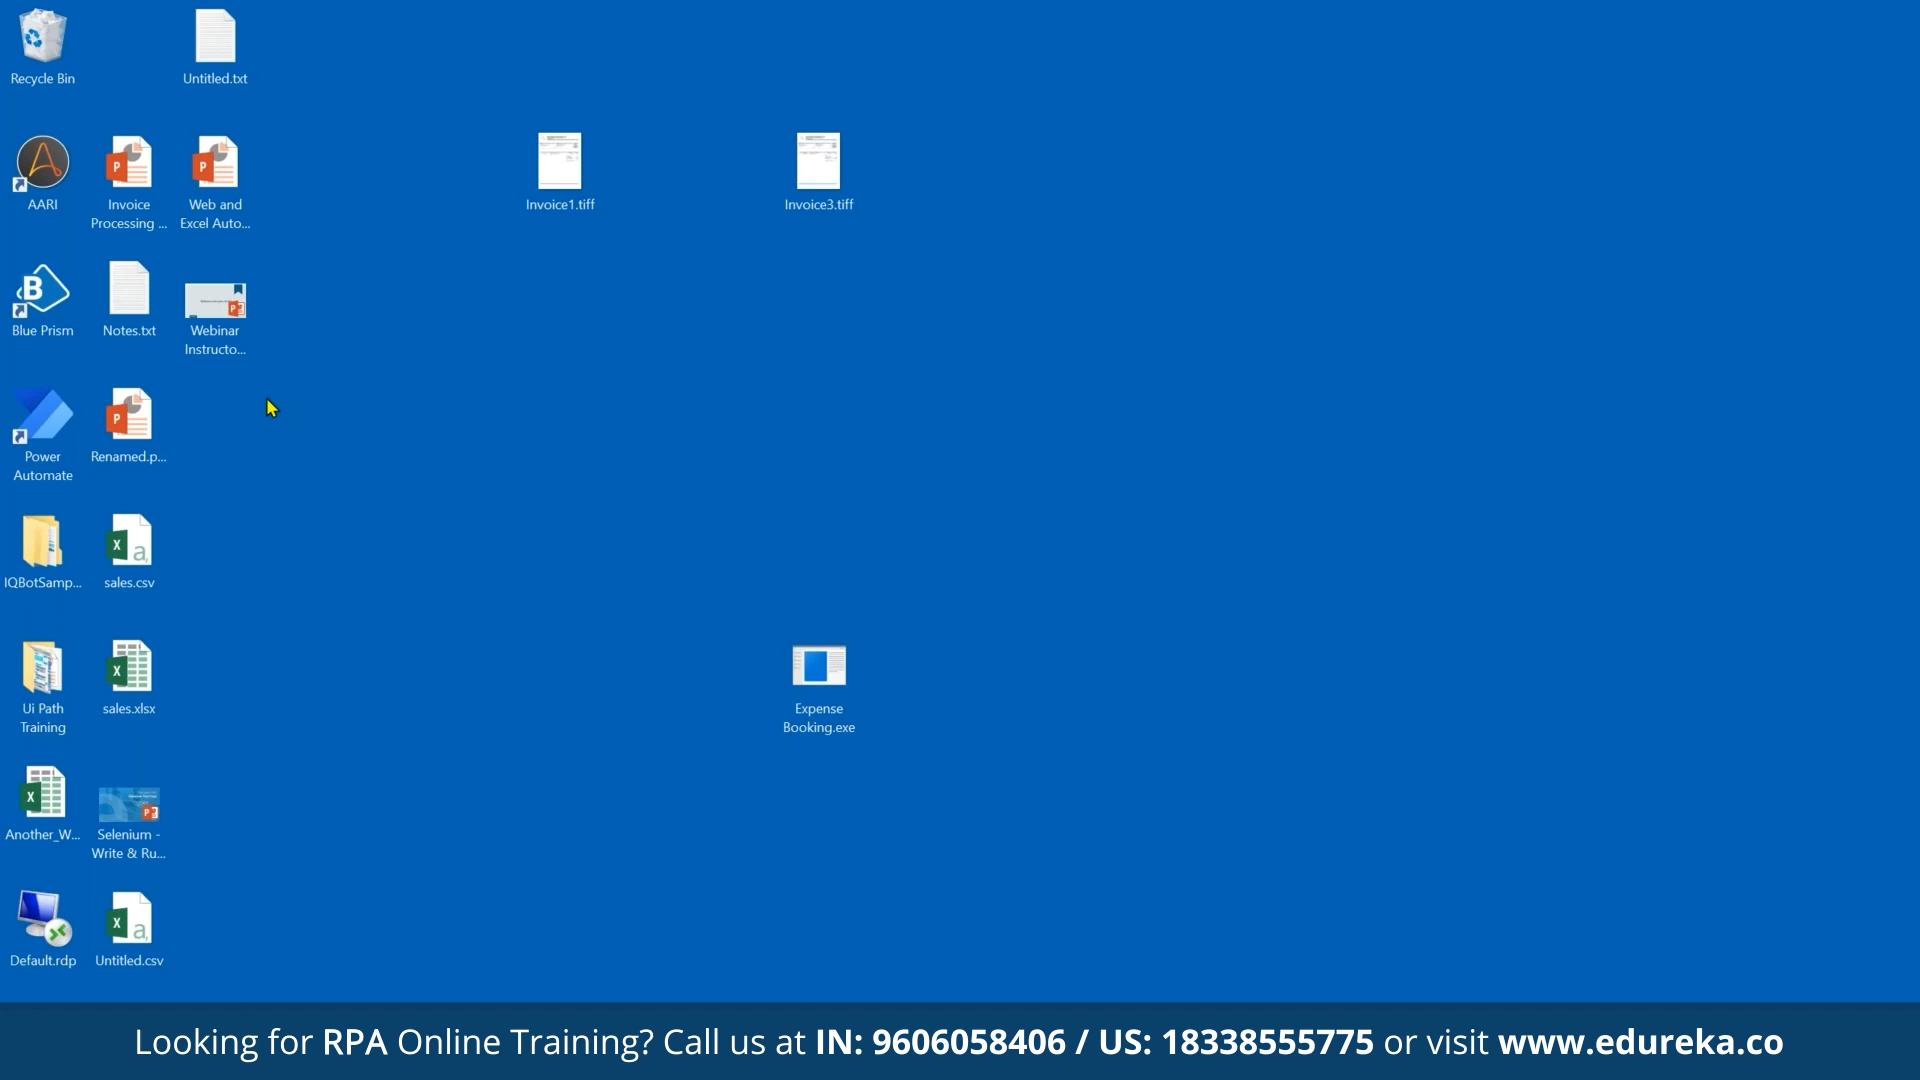 Recycle Bin
Untitled.txt
AARI
Invoice
Processing ...
Web and
Excel Auto...
Invoice1.tiff
Invoice3.tiff
Blue Prism
Notes.txt
Webinar
Instructo...
Power
Automate
Renamed.p...
IQBotSamp...
sales.csv
Ui Path
Training
sales.xlsx
Expense
Booking.exe
Another_W...
Selenium -
Write & Ru...
Default.rdp
Untitled.csv
Looking for RPA Online Training? Call us at IN: 9606058406 / US: 18338555775 or visit www.edureka.co